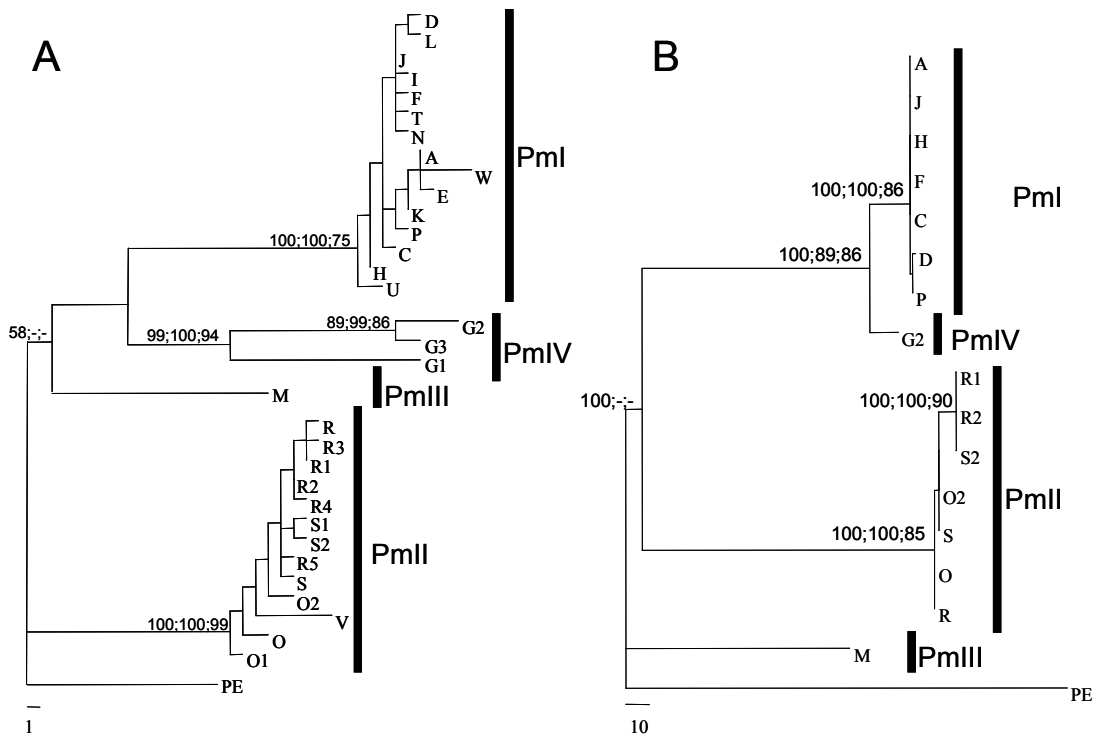 A
D
L
J
I
F
T
N
A
W
E
K
P
C
H
U
PmI
100;100;75
58;-;-
99;100;94
89;99;86
G2
G3
G1
PmIV
M
PmIII
R
R3
R1
R2
R4
S1
S2
R5
S
O2
V
O
O1
PmII
100;100;99
PE
1
B
A
J
H
F
C
D
P
PmI
100;100;86
100;89;86
G2
PmIV
100;-;-
R1
R2
S2
O2
S
O
R
100;100;90
100;100;85
PmII
M
PmIII
PE
10